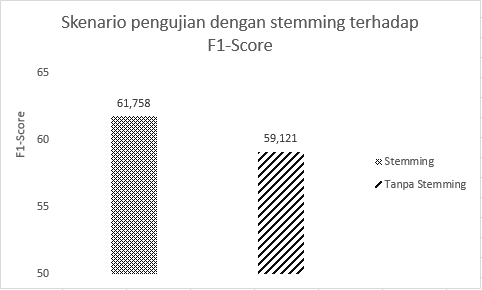 Skenario pengujian dengan stemming terhadap
F1-Score
65
60
55
50
F1-Score
61,758
59,121
Stemming
Tanpa Stemming